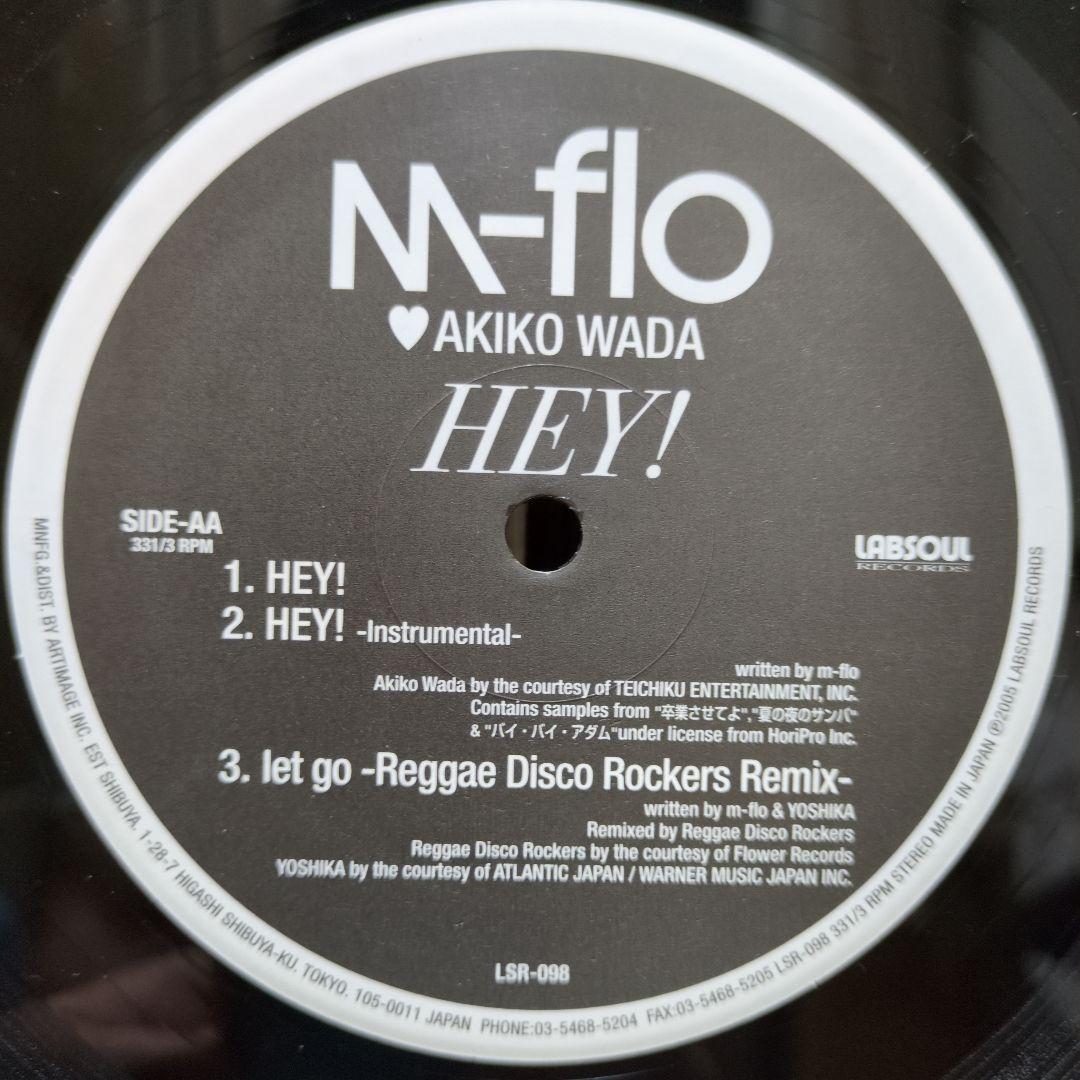 m-flo
♥AKIKO WADA
HEY!
SIDE-AA
331/3 RPM
LABSOUL
RECORDS
1. HEY!
2. HEY! -Instrumental-
written by m-flo
Akiko Wada by the courtesy of TEICHIKU ENTERTAINMENT, INC.
Contains samples from "卒業させてよ","夏の夜のサンバ"
& "バイ・バイ・アダム"under license from HoriPro Inc.
3. let go -Reggae Disco Rockers Remix-
written by m-flo & YOSHIKA
Remixed by Reggae Disco Rockers
Reggae Disco Rockers by the courtesy of Flower Records
YOSHIKA by the courtesy of ATLANTIC JAPAN / WARNER MUSIC JAPAN INC.
LSR-098
MNFG.&DIST. BY ARTIMAGE INC. EST SHIBUYA. 1-28-7 HIGASHI SHIBUYA-KU. TOKYO. 105-0011 JAPAN PHONE:03-5468-5204 FAX:03-5468-5205 LSR-098 331/3 RPM STEREO MADE IN JAPAN ℗2005 LABSOUL RECORDS